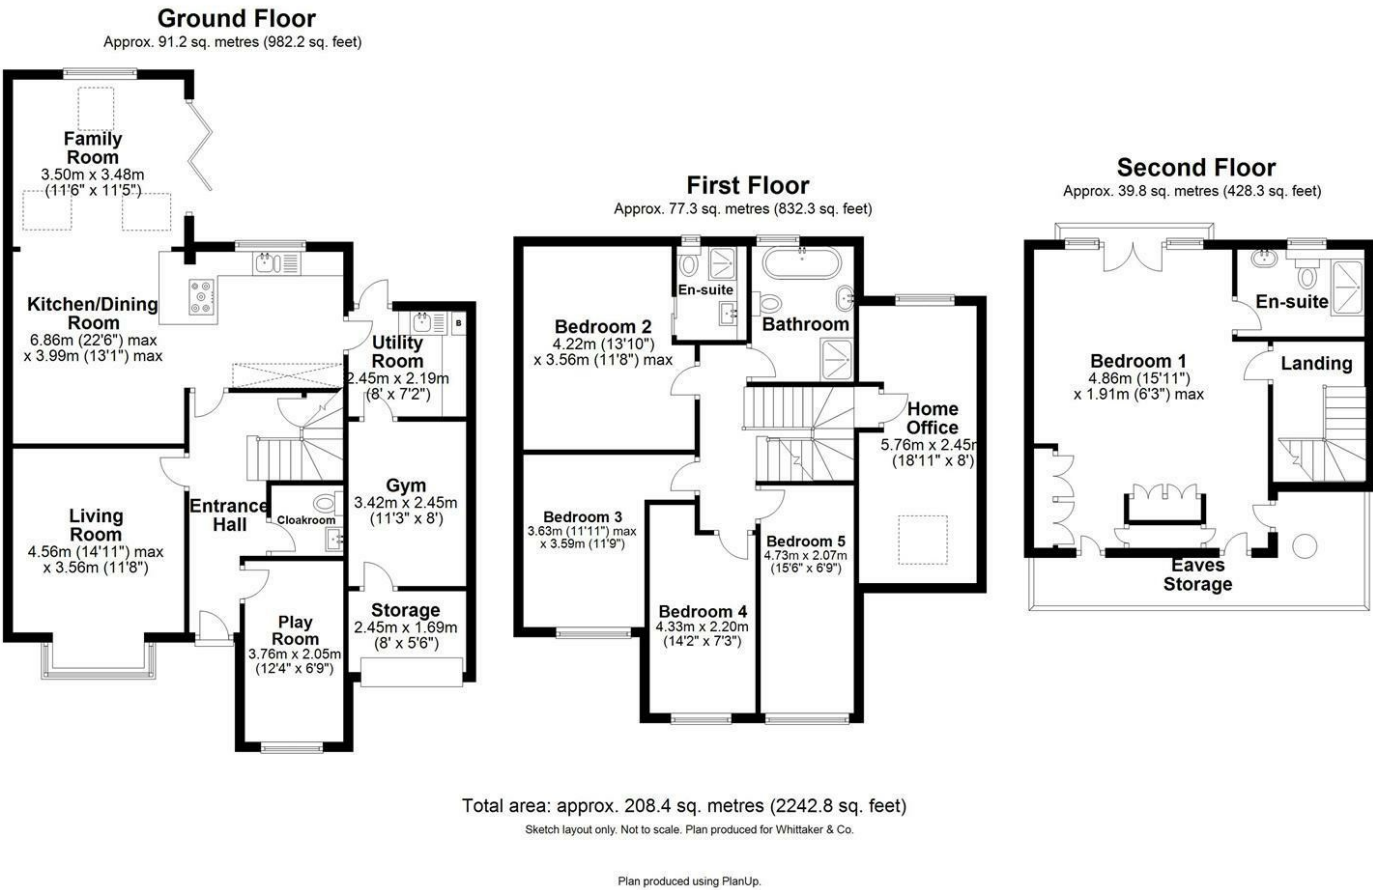 Ground Floor
Approx. 91.2 sq. metres (982.2 sq. feet)
Family
Room
3.50m x 3.48m
(11'6" x 11'5")
Kitchen/Dining
Room
6.86m (22'6") max
x 3.99m (13'1") max
B
Utility
Room
2.45m x 2.19m
(8' x 7'2")
Living
Room
4.56m (14'11") max
x 3.56m (11'8")
Entrance
Hall
Cloakroom
Gym
3.42m x 2.45m
(11'3" x 8')
Play
Room
3.76m x 2.05m
(12'4" x 6'9")
Storage
2.45m x 1.69m
(8' x 5'6")
First Floor
Approx. 77.3 sq. metres (832.3 sq. feet)
En-suite
Bedroom 2
4.22m (13'10")
x 3.56m (11'8") max
Bathroom
Home
Office
5.76m x 2.45m
(18'11" x 8')
Bedroom 3
3.63m (11'11") max
x 3.59m (11'9")
Bedroom 4
4.33m x 2.20m
(14'2" x 7'3")
Bedroom 5
4.73m x 2.07m
(15'6" x 6'9")
Second Floor
Approx. 39.8 sq. metres (428.3 sq. feet)
En-suite
Bedroom 1
4.86m (15'11")
x 1.91m (6'3") max
Landing
Eaves
Storage
Total area: approx. 208.4 sq. metres (2242.8 sq. feet)
Sketch layout only. Not to scale. Plan produced for Whittaker & Co.
Plan produced using PlanUp.